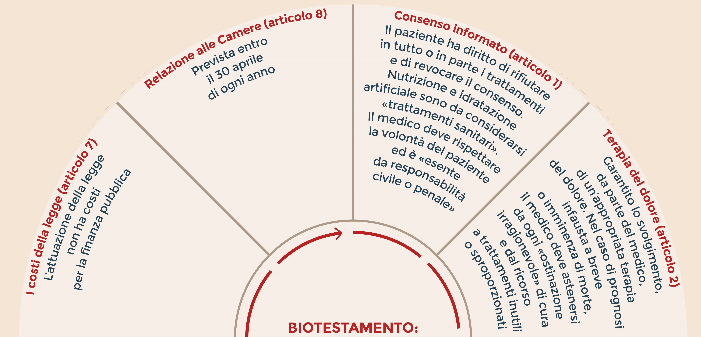 Consenso informato (articolo 1)
Il paziente ha diritto di rifiutare
in tutto o in parte i trattamenti
e di revocare il consenso.
Nutrizione e idratazione
artificiale sono da considerarsi
«trattamenti sanitari».
Il medico deve rispettare
la volontà del paziente
ed è «esente
da responsabilità
civile o penale»
Terapia del dolore (articolo 2)
Garantito lo svolgimento,
da parte del medico,
di un'appropriata terapia
del dolore. Nel caso di prognosi
infausta a breve
o imminenza di morte,
il medico deve astenersi
da ogni «ostinazione
irragionevole» di cura
e dal ricorso
a trattamenti inutili
o sproporzionati
I costi della legge (articolo 7)
L'attuazione della legge
non ha costi
per la finanza pubblica
Relazione alle Camere (articolo 8)
Prevista entro
il 30 aprile
di ogni anno
BIOTESTAMENTO: